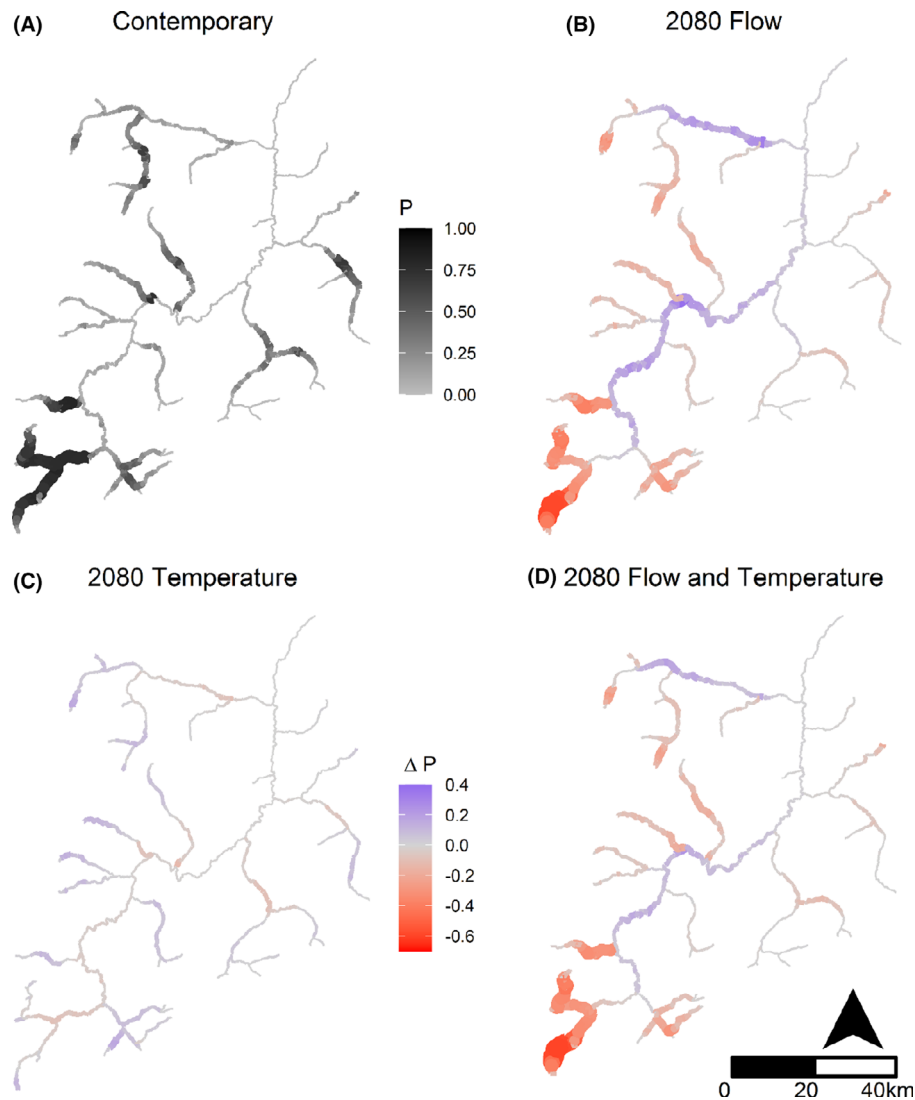 (A) Contemporary
(B) 2080 Flow
P
1.00
0.75
0.50
0.25
0.00
(C) 2080 Temperature
(D) 2080 Flow and Temperature
Δ P
0.4
0.2
0.0
-0.2
-0.4
-0.6
0 20 40km